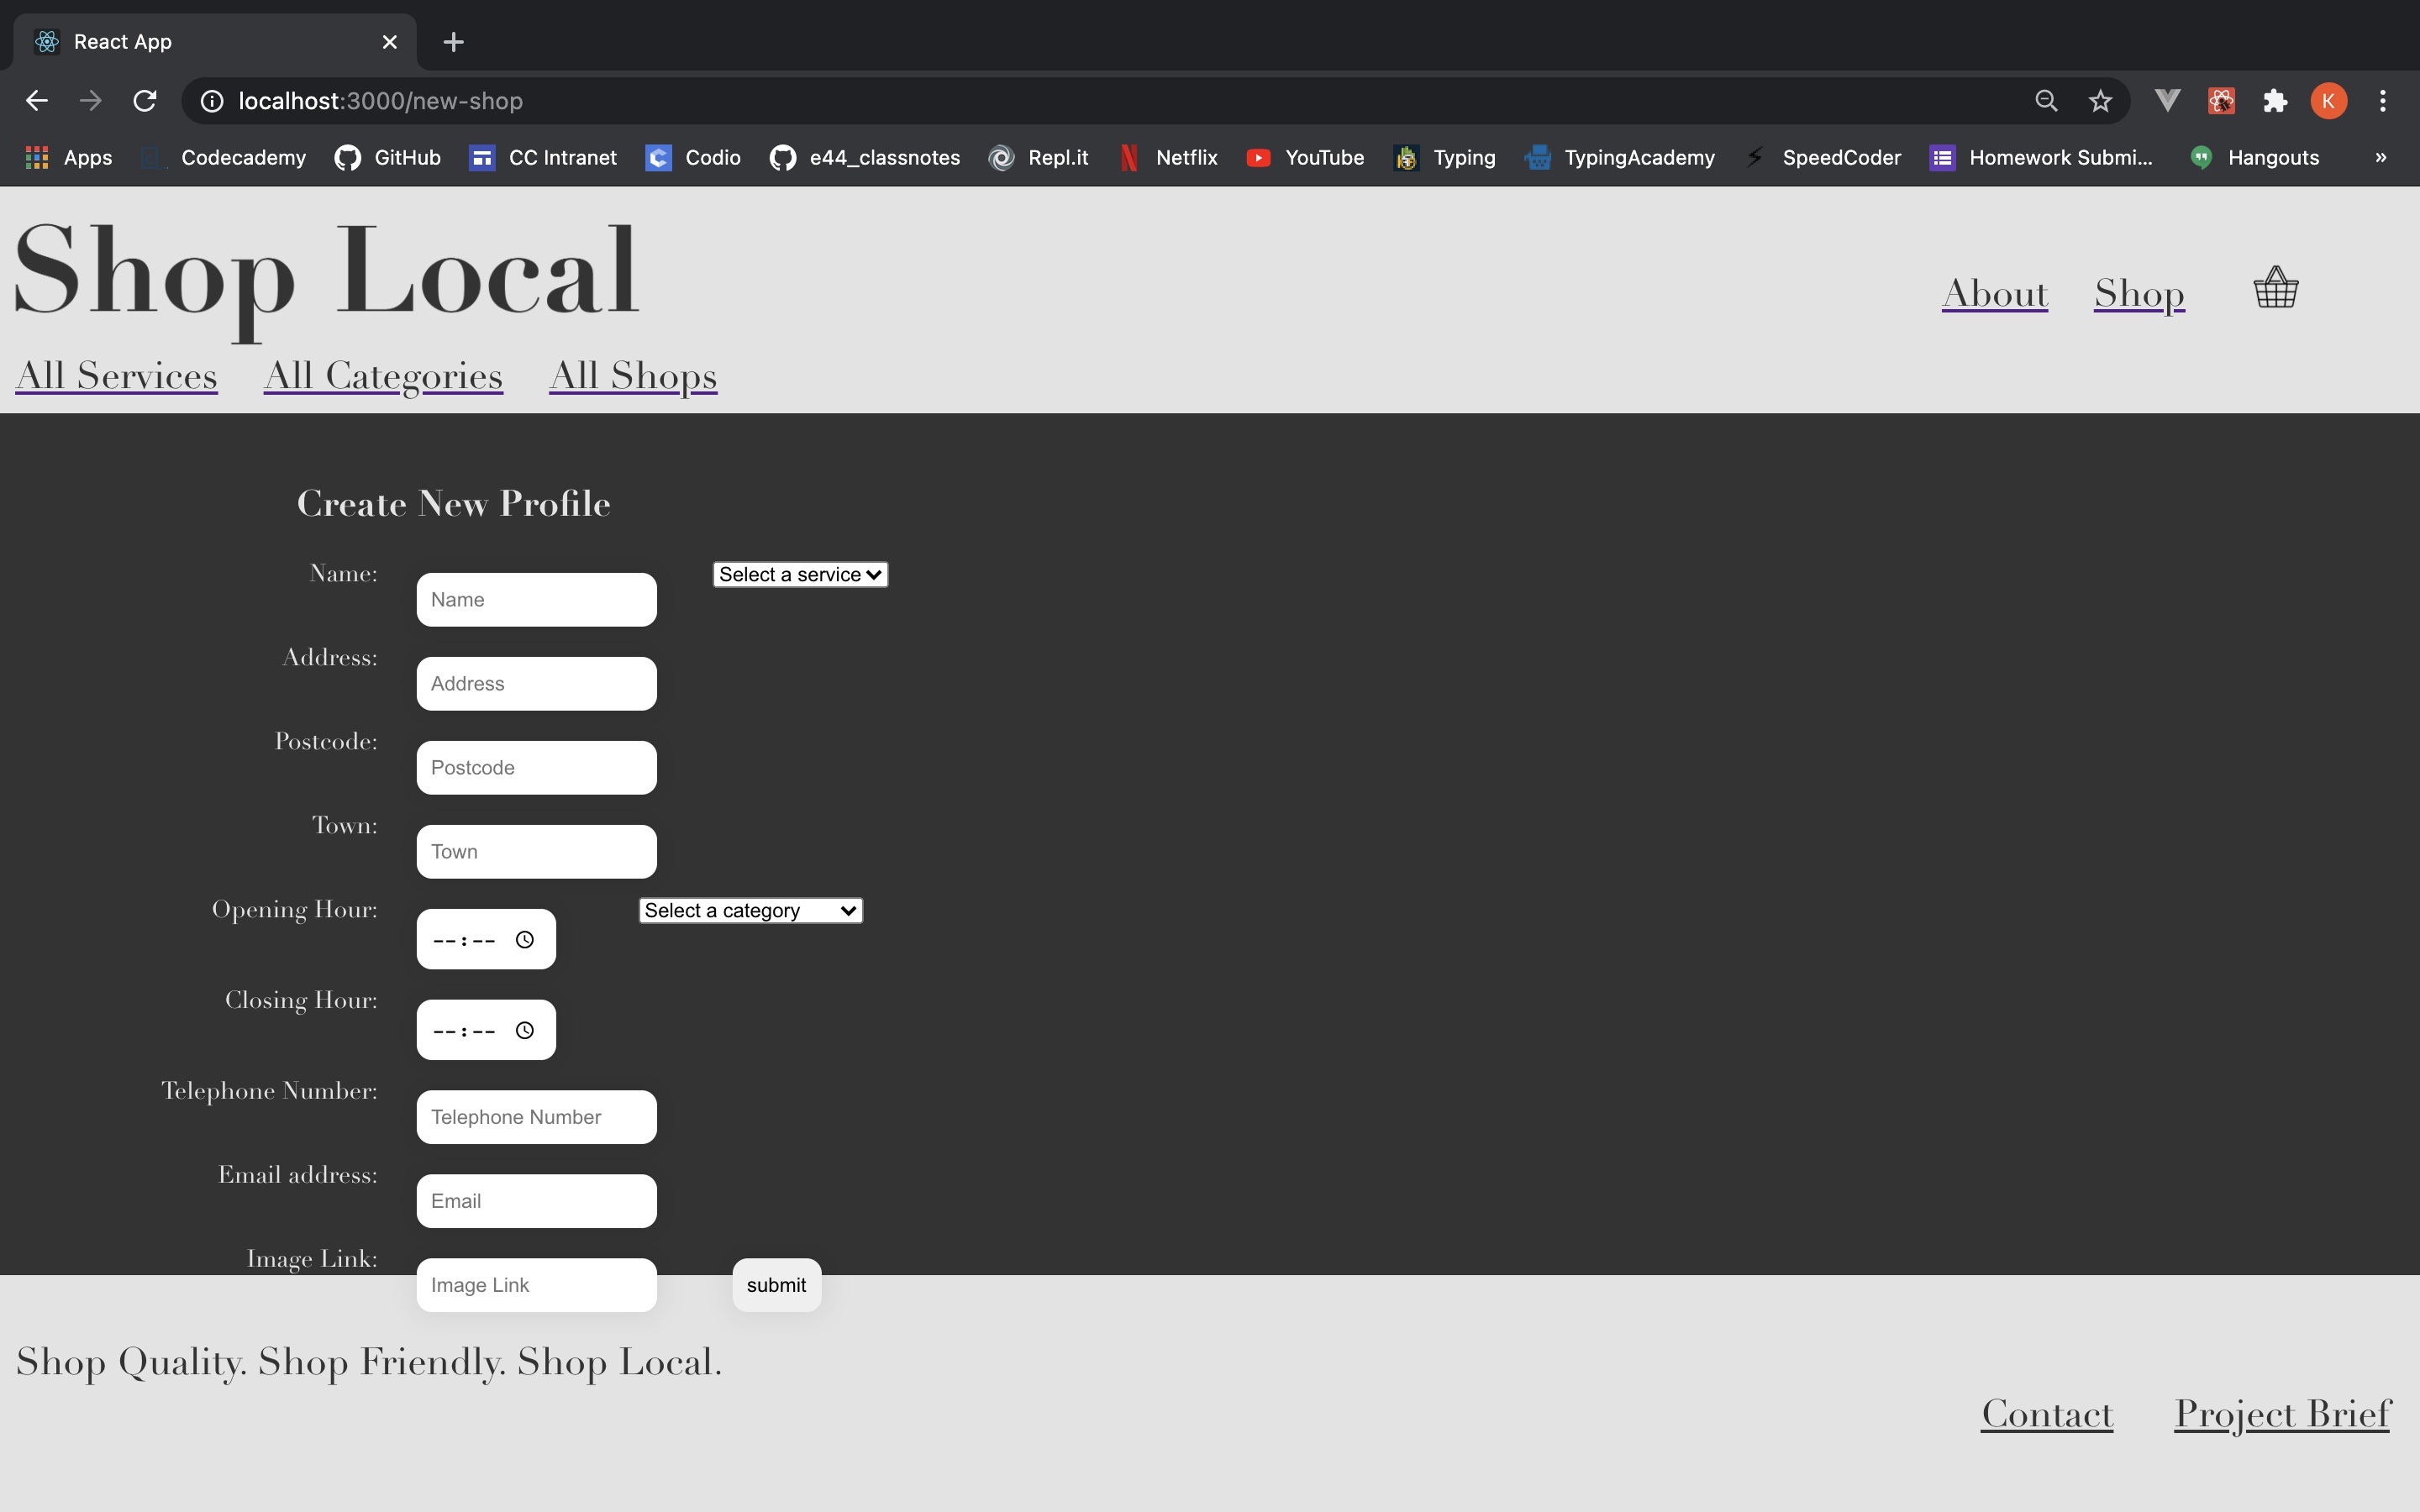 React App
localhost:3000/new-shop
K
Apps Codecademy GitHub CC Intranet Codio e44_classnotes Repl.it Netflix YouTube Typing TypingAcademy SpeedCoder Homework Submi... Hangouts »
Shop Local
About Shop
All Services All Categories All Shops
Create New Profile
Name: Name Select a service
Address: Address
Postcode: Postcode
Town: Town
Opening Hour: --:-- Select a category
Closing Hour: --:--
Telephone Number: Telephone Number
Email address: Email
Image Link: Image Link submit
Shop Quality. Shop Friendly. Shop Local.
Contact Project Brief